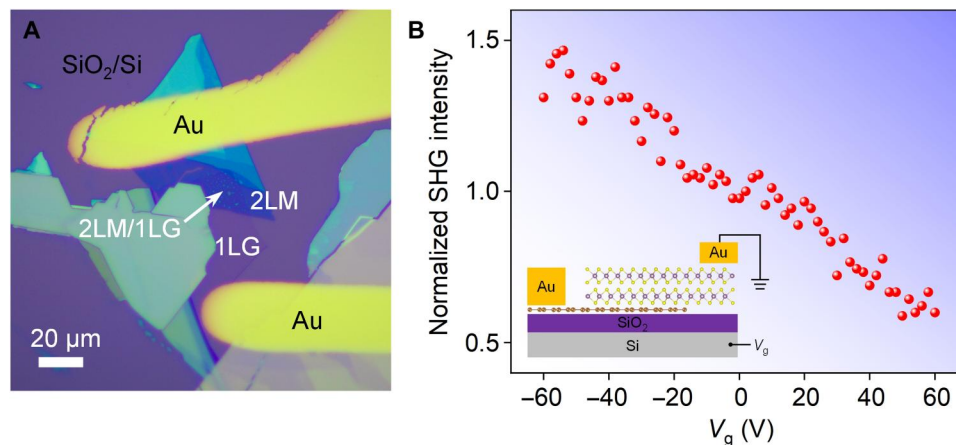 A
SiO₂/Si
Au
2LM
2LM/1LG
1LG
Au
20 μm
B
Normalized SHG intensity
1.5
1.0
0.5
Au
Au
SiO₂
Si
Vg
−60
−40
−20
0
20
40
60
Vg (V)